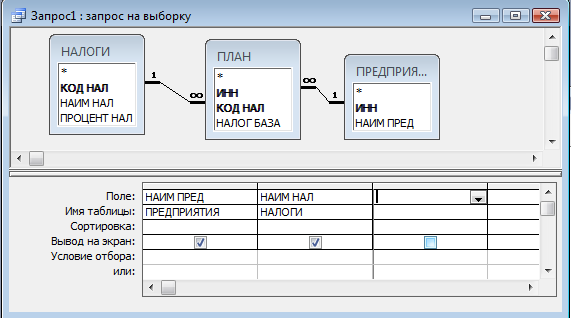 Запрос1 : запрос на выборку
НАЛОГИ
*
КОД НАЛ
НАИМ НАЛ
ПРОЦЕНТ НАЛ
1
∞
ПЛАН
*
ИНН
КОД НАЛ
НАЛОГ БАЗА
∞
1
ПРЕДПРИЯ...
*
ИНН
НАИМ ПРЕД
Поле: НАИМ ПРЕД НАИМ НАЛ
Имя таблицы: ПРЕДПРИЯТИЯ НАЛОГИ
Сортировка:
Вывод на экран:
Условие отбора:
или: